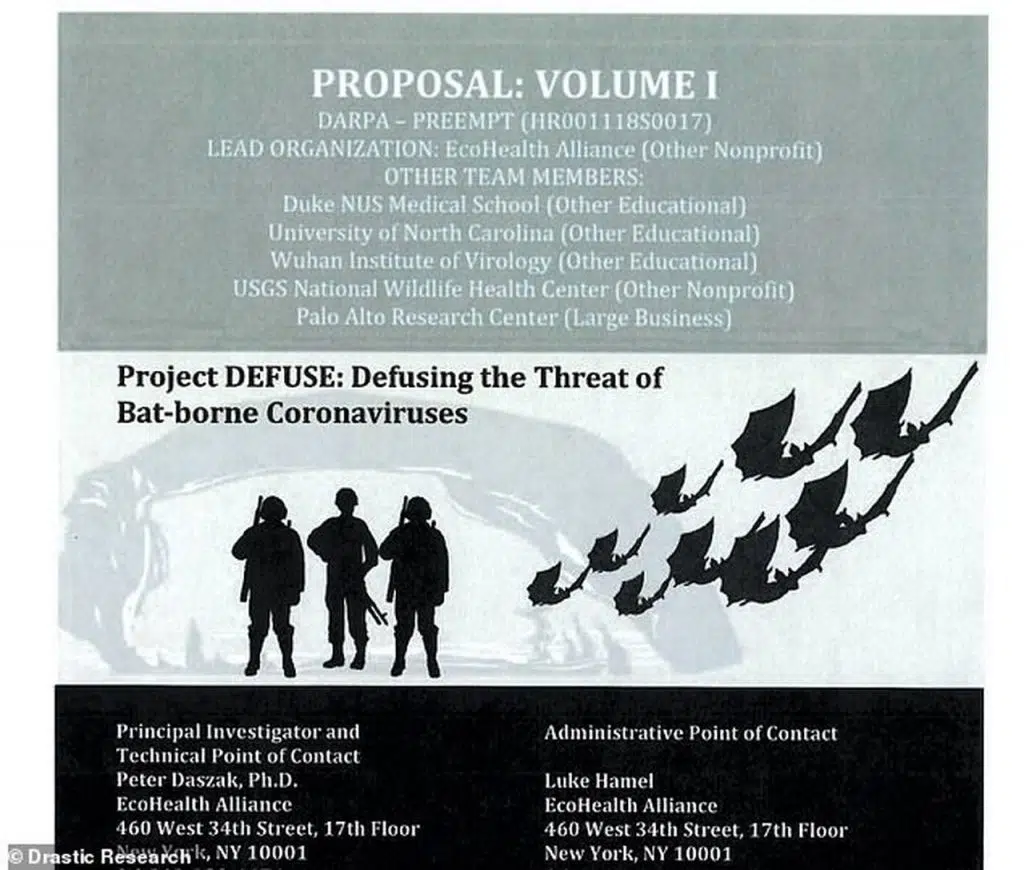 PROPOSAL: VOLUME I
DARPA – PREEMPT (HR001118S0017)
LEAD ORGANIZATION: EcoHealth Alliance (Other Nonprofit)
OTHER TEAM MEMBERS:
Duke NUS Medical School (Other Educational)
University of North Carolina (Other Educational)
Wuhan Institute of Virology (Other Educational)
USGS National Wildlife Health Center (Other Nonprofit)
Palo Alto Research Center (Large Business)
Project DEFUSE: Defusing the Threat of
Bat-borne Coronaviruses
Principal Investigator and
Technical Point of Contact
Peter Daszak, Ph.D.
EcoHealth Alliance
460 West 34th Street, 17th Floor
New York, NY 10001
Administrative Point of Contact
Luke Hamel
EcoHealth Alliance
460 West 34th Street, 17th Floor
New York, NY 10001
© Drastic Research